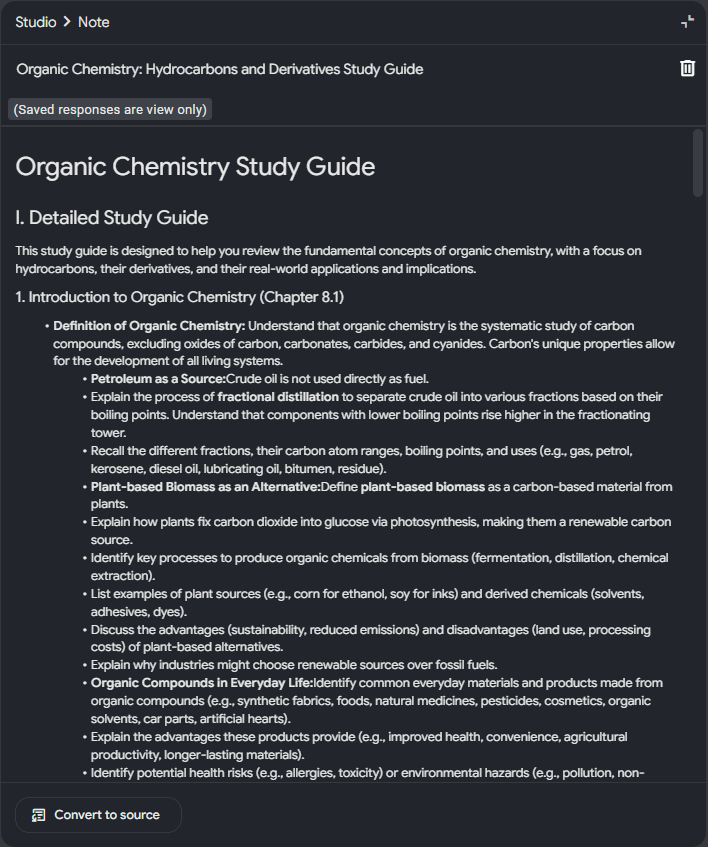 Studio > Note
Organic Chemistry: Hydrocarbons and Derivatives Study Guide
(Saved responses are view only)
Organic Chemistry Study Guide
I. Detailed Study Guide
This study guide is designed to help you review the fundamental concepts of organic chemistry, with a focus on
hydrocarbons, their derivatives, and their real-world applications and implications.
1. Introduction to Organic Chemistry (Chapter 8.1)
• Definition of Organic Chemistry: Understand that organic chemistry is the systematic study of carbon
compounds, excluding oxides of carbon, carbonates, carbides, and cyanides. Carbon's unique properties allow
for the development of all living systems.
• Petroleum as a Source:Crude oil is not used directly as fuel.
• Explain the process of fractional distillation to separate crude oil into various fractions based on their
boiling points. Understand that components with lower boiling points rise higher in the fractionating
tower.
• Recall the different fractions, their carbon atom ranges, boiling points, and uses (e.g., gas, petrol,
kerosene, diesel oil, lubricating oil, bitumen, residue).
• Plant-based Biomass as an Alternative:Define plant-based biomass as a carbon-based material from
plants.
• Explain how plants fix carbon dioxide into glucose via photosynthesis, making them a renewable carbon
source.
• Identify key processes to produce organic chemicals from biomass (fermentation, distillation, chemical
extraction).
• List examples of plant sources (e.g., corn for ethanol, soy for inks) and derived chemicals (solvents,
adhesives, dyes).
• Discuss the advantages (sustainability, reduced emissions) and disadvantages (land use, processing
costs) of plant-based alternatives.
• Explain why industries might choose renewable sources over fossil fuels.
• Organic Compounds in Everyday Life:Identify common everyday materials and products made from
organic compounds (e.g., synthetic fabrics, foods, natural medicines, pesticides, cosmetics, organic
solvents, car parts, artificial hearts).
• Explain the advantages these products provide (e.g., improved health, convenience, agricultural
productivity, longer-lasting materials).
• Identify potential health risks (e.g., allergies, toxicity) or environmental hazards (e.g., pollution, non-
Convert to source